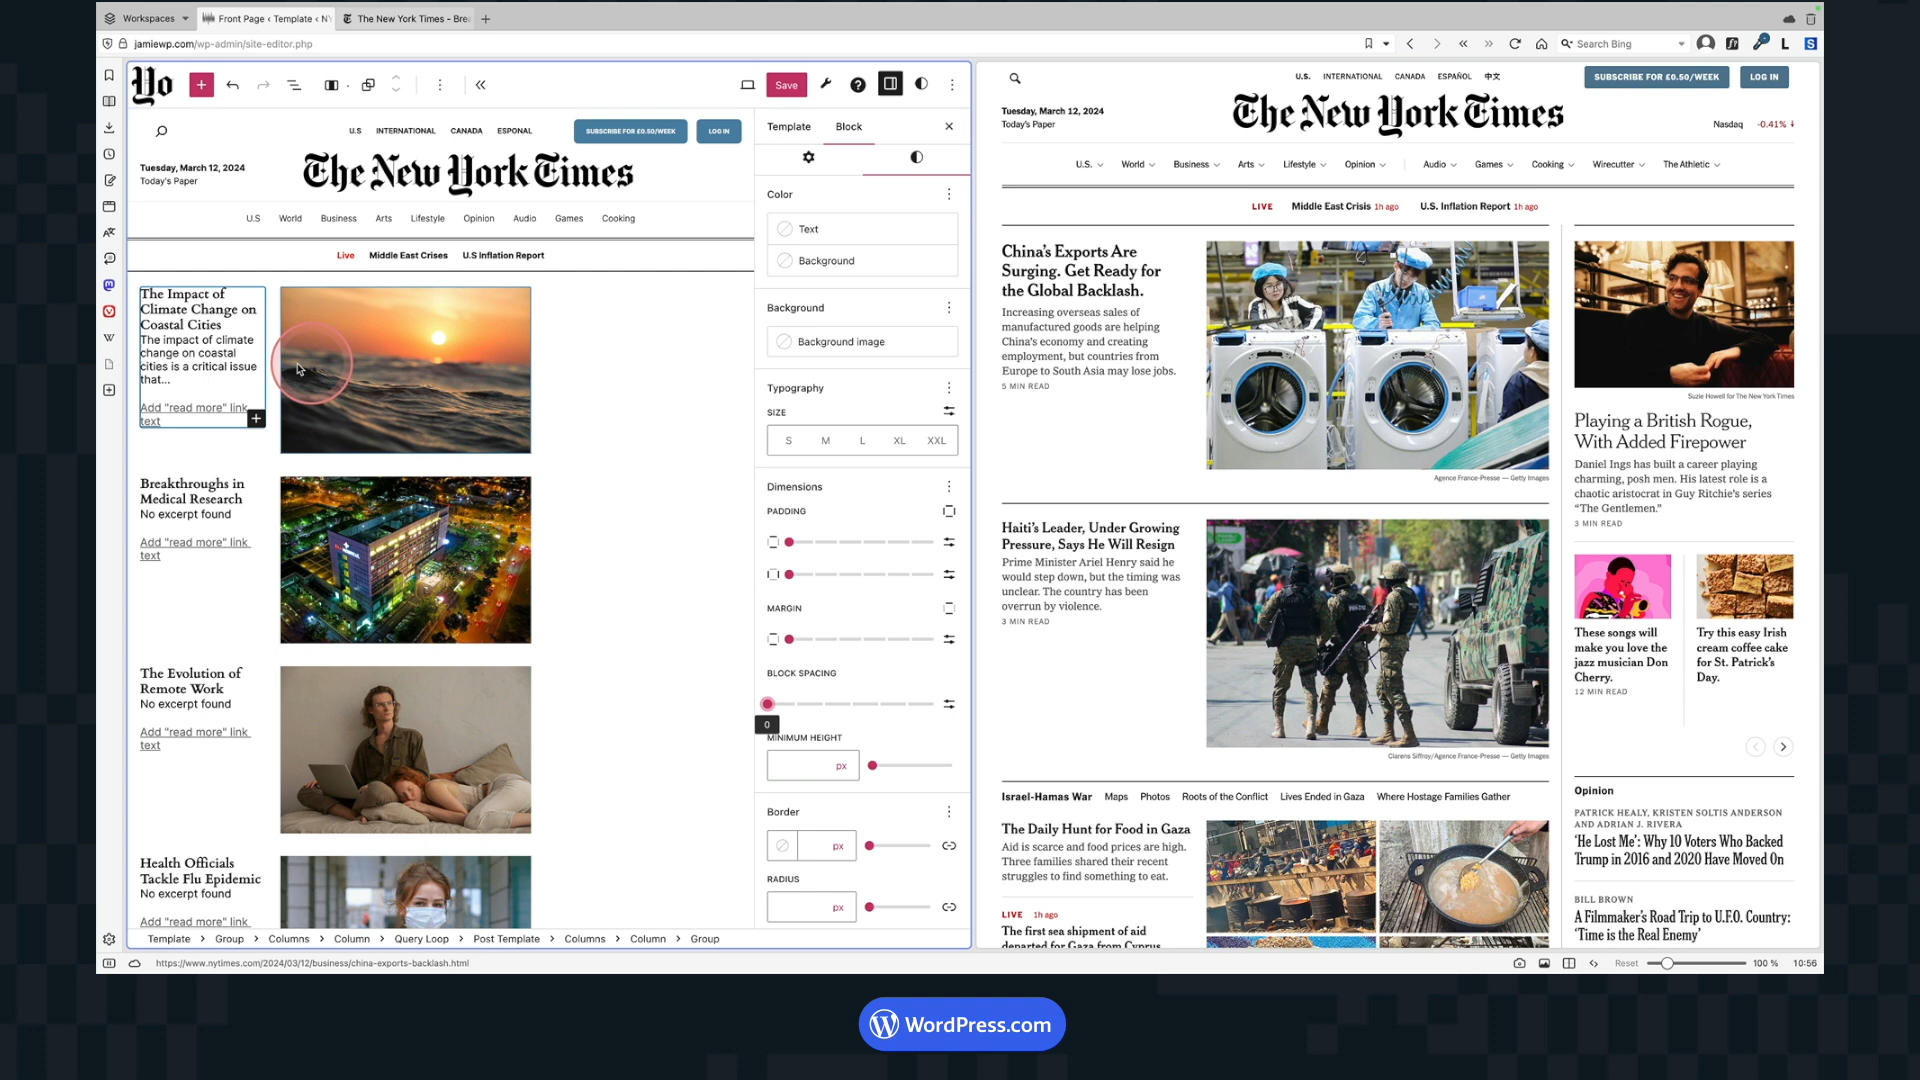 Workspaces
Front Page ‹ Template ‹ NY
The New York Times - Brea
jamiewp.com/wp-admin/site-editor.php
Search Bing
Save
U.S
INTERNATIONAL
CANADA
ESPONAL
SUBSCRIBE FOR £0.50/WEEK
LOG IN
Tuesday, March 12, 2024
Today's Paper
The New York Times
U.S
World
Business
Arts
Lifestyle
Opinion
Audio
Games
Cooking
Live
Middle East Crises
U.S Inflation Report
The Impact of
Climate Change on
Coastal Cities
The impact of climate
change on coastal
cities is a critical issue
that...
Add "read more" link
text
Breakthroughs in
Medical Research
No excerpt found
Add "read more" link
text
The Evolution of
Remote Work
No excerpt found
Add "read more" link
text
Health Officials
Tackle Flu Epidemic
No excerpt found
Add "read more" link
Template
Block
Color
Text
Background
Background
Background image
Typography
SIZE
S
M
L
XL
XXL
Dimensions
PADDING
MARGIN
BLOCK SPACING
0
MINIMUM HEIGHT
px
Border
px
RADIUS
px
Template > Group > Columns > Column > Query Loop > Post Template > Columns > Column > Group
https://www.nytimes.com/2024/03/12/business/china-exports-backlash.html
U.S.
INTERNATIONAL
CANADA
ESPAÑOL
中文
SUBSCRIBE FOR £0.50/WEEK
LOG IN
Tuesday, March 12, 2024
Today's Paper
The New York Times
Nasdaq -0.41% ↓
U.S.
World
Business
Arts
Lifestyle
Opinion
Audio
Games
Cooking
Wirecutter
The Athletic
LIVE
Middle East Crisis 1h ago
U.S. Inflation Report 1h ago
China's Exports Are
Surging. Get Ready for
the Global Backlash.
Increasing overseas sales of
manufactured goods are helping
China's economy and creating
employment, but countries from
Europe to South Asia may lose jobs.
5 MIN READ
Agence France-Presse — Getty Images
Haiti's Leader, Under Growing
Pressure, Says He Will Resign
Prime Minister Ariel Henry said he
would step down, but the timing was
unclear. The country has been
overrun by violence.
3 MIN READ
Clarens Siffroy/Agence France-Presse — Getty Images
Israel-Hamas War
Maps
Photos
Roots of the Conflict
Lives Ended in Gaza
Where Hostage Families Gather
The Daily Hunt for Food in Gaza
Aid is scarce and food prices are high.
Three families shared their recent
struggles to find something to eat.
LIVE 1h ago
The first sea shipment of aid
departed for Gaza from Cyprus
Suzie Howell for The New York Times
Playing a British Rogue,
With Added Firepower
Daniel Ings has built a career playing
charming, posh men. His latest role is a
chaotic aristocrat in Guy Ritchie's series
“The Gentlemen.”
3 MIN READ
These songs will
make you love the
jazz musician Don
Cherry.
12 MIN READ
Try this easy Irish
cream coffee cake
for St. Patrick's
Day.
Opinion
PATRICK HEALY, KRISTEN SOLTIS ANDERSON
AND ADRIAN J. RIVERA
‘He Lost Me’: Why 10 Voters Who Backed
Trump in 2016 and 2020 Have Moved On
BILL BROWN
A Filmmaker's Road Trip to U.F.O. Country:
‘Time is the Real Enemy’
Reset
100 %
10:56
WordPress.com